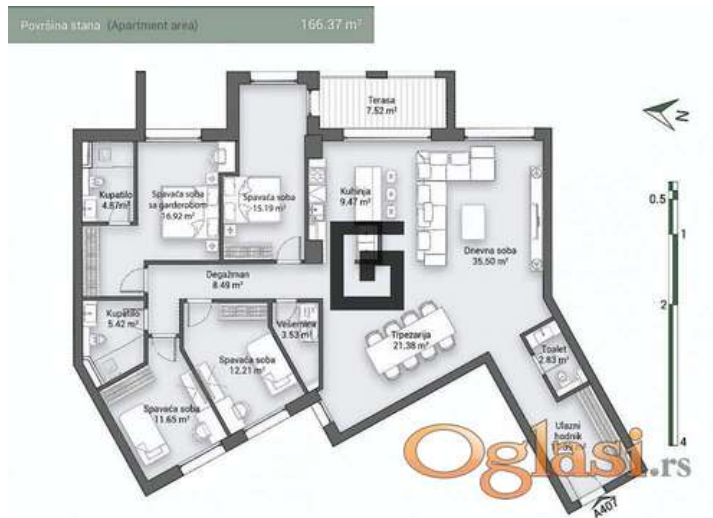 Površina stana (Apartment area) 166.37 m²
Terasa
7.52 m²
N
Kupatilo
4.87m²
Spavaća soba
sa garderobom
16.92 m²
Spavaća soba
15.19 m²
Kuhinja
9.47 m²
Dnevna soba
35.50 m²
0.5
1
2
4
Degažman
8.49 m²
Kupatilo
5.42 m²
Vešernica
3.53 m²
Spavaća soba
12.21 m²
Trpezarija
21.38 m²
Toalet
2.83 m²
Spavaća soba
11.65 m²
Ulazni
hodnik
Oglasi.rs
A407